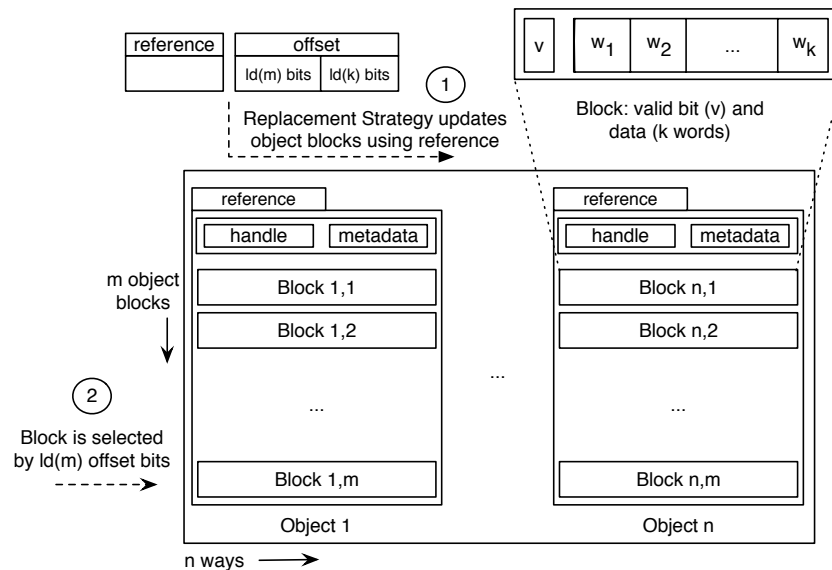 reference
offset
ld(m) bits
ld(k) bits
v
w1
w2
...
wk
1
Replacement Strategy updates
object blocks using reference
Block: valid bit (v) and
data (k words)
reference
handle
metadata
Block 1,1
Block 1,2
...
Block 1,m
Object 1
...
reference
handle
metadata
Block n,1
Block n,2
...
Block n,m
Object n
m object
blocks
2
Block is selected
by ld(m) offset bits
n ways